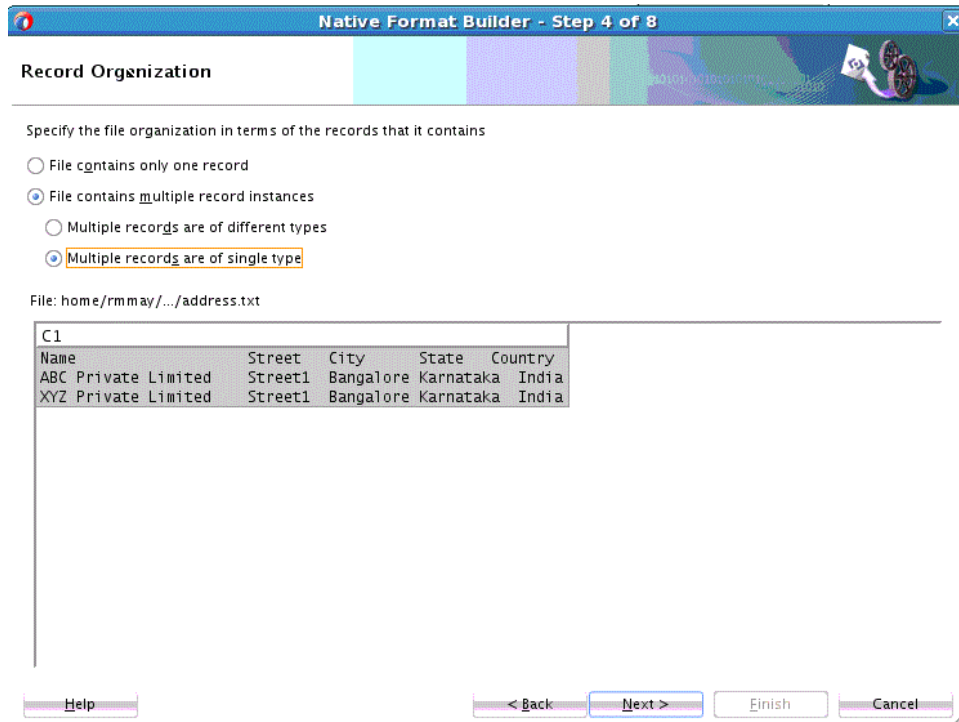 Native Format Builder - Step 4 of 8
Record Organization
Specify the file organization in terms of the records that it contains
File contains only one record
File contains multiple record instances
Multiple records are of different types
Multiple records are of single type
File: home/rmmay/.../address.txt
C1
Name Street City State Country
ABC Private Limited Street1 Bangalore Karnataka India
XYZ Private Limited Street1 Bangalore Karnataka India
Help < Back Next > Finish Cancel